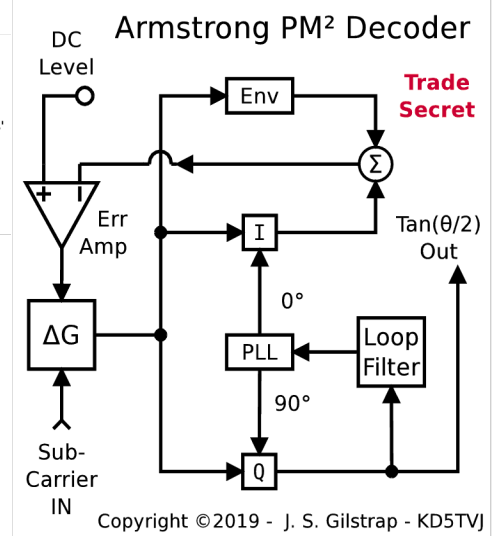 Armstrong PM² Decoder
DC
Level
Trade
Secret
Env
Σ
+
−
Err
Amp
I
Tan(θ/2)
Out
0°
ΔG
PLL
Loop
Filter
90°
Sub-
Carrier
IN
Q
Copyright ©2019 - J. S. Gilstrap - KD5TVJ